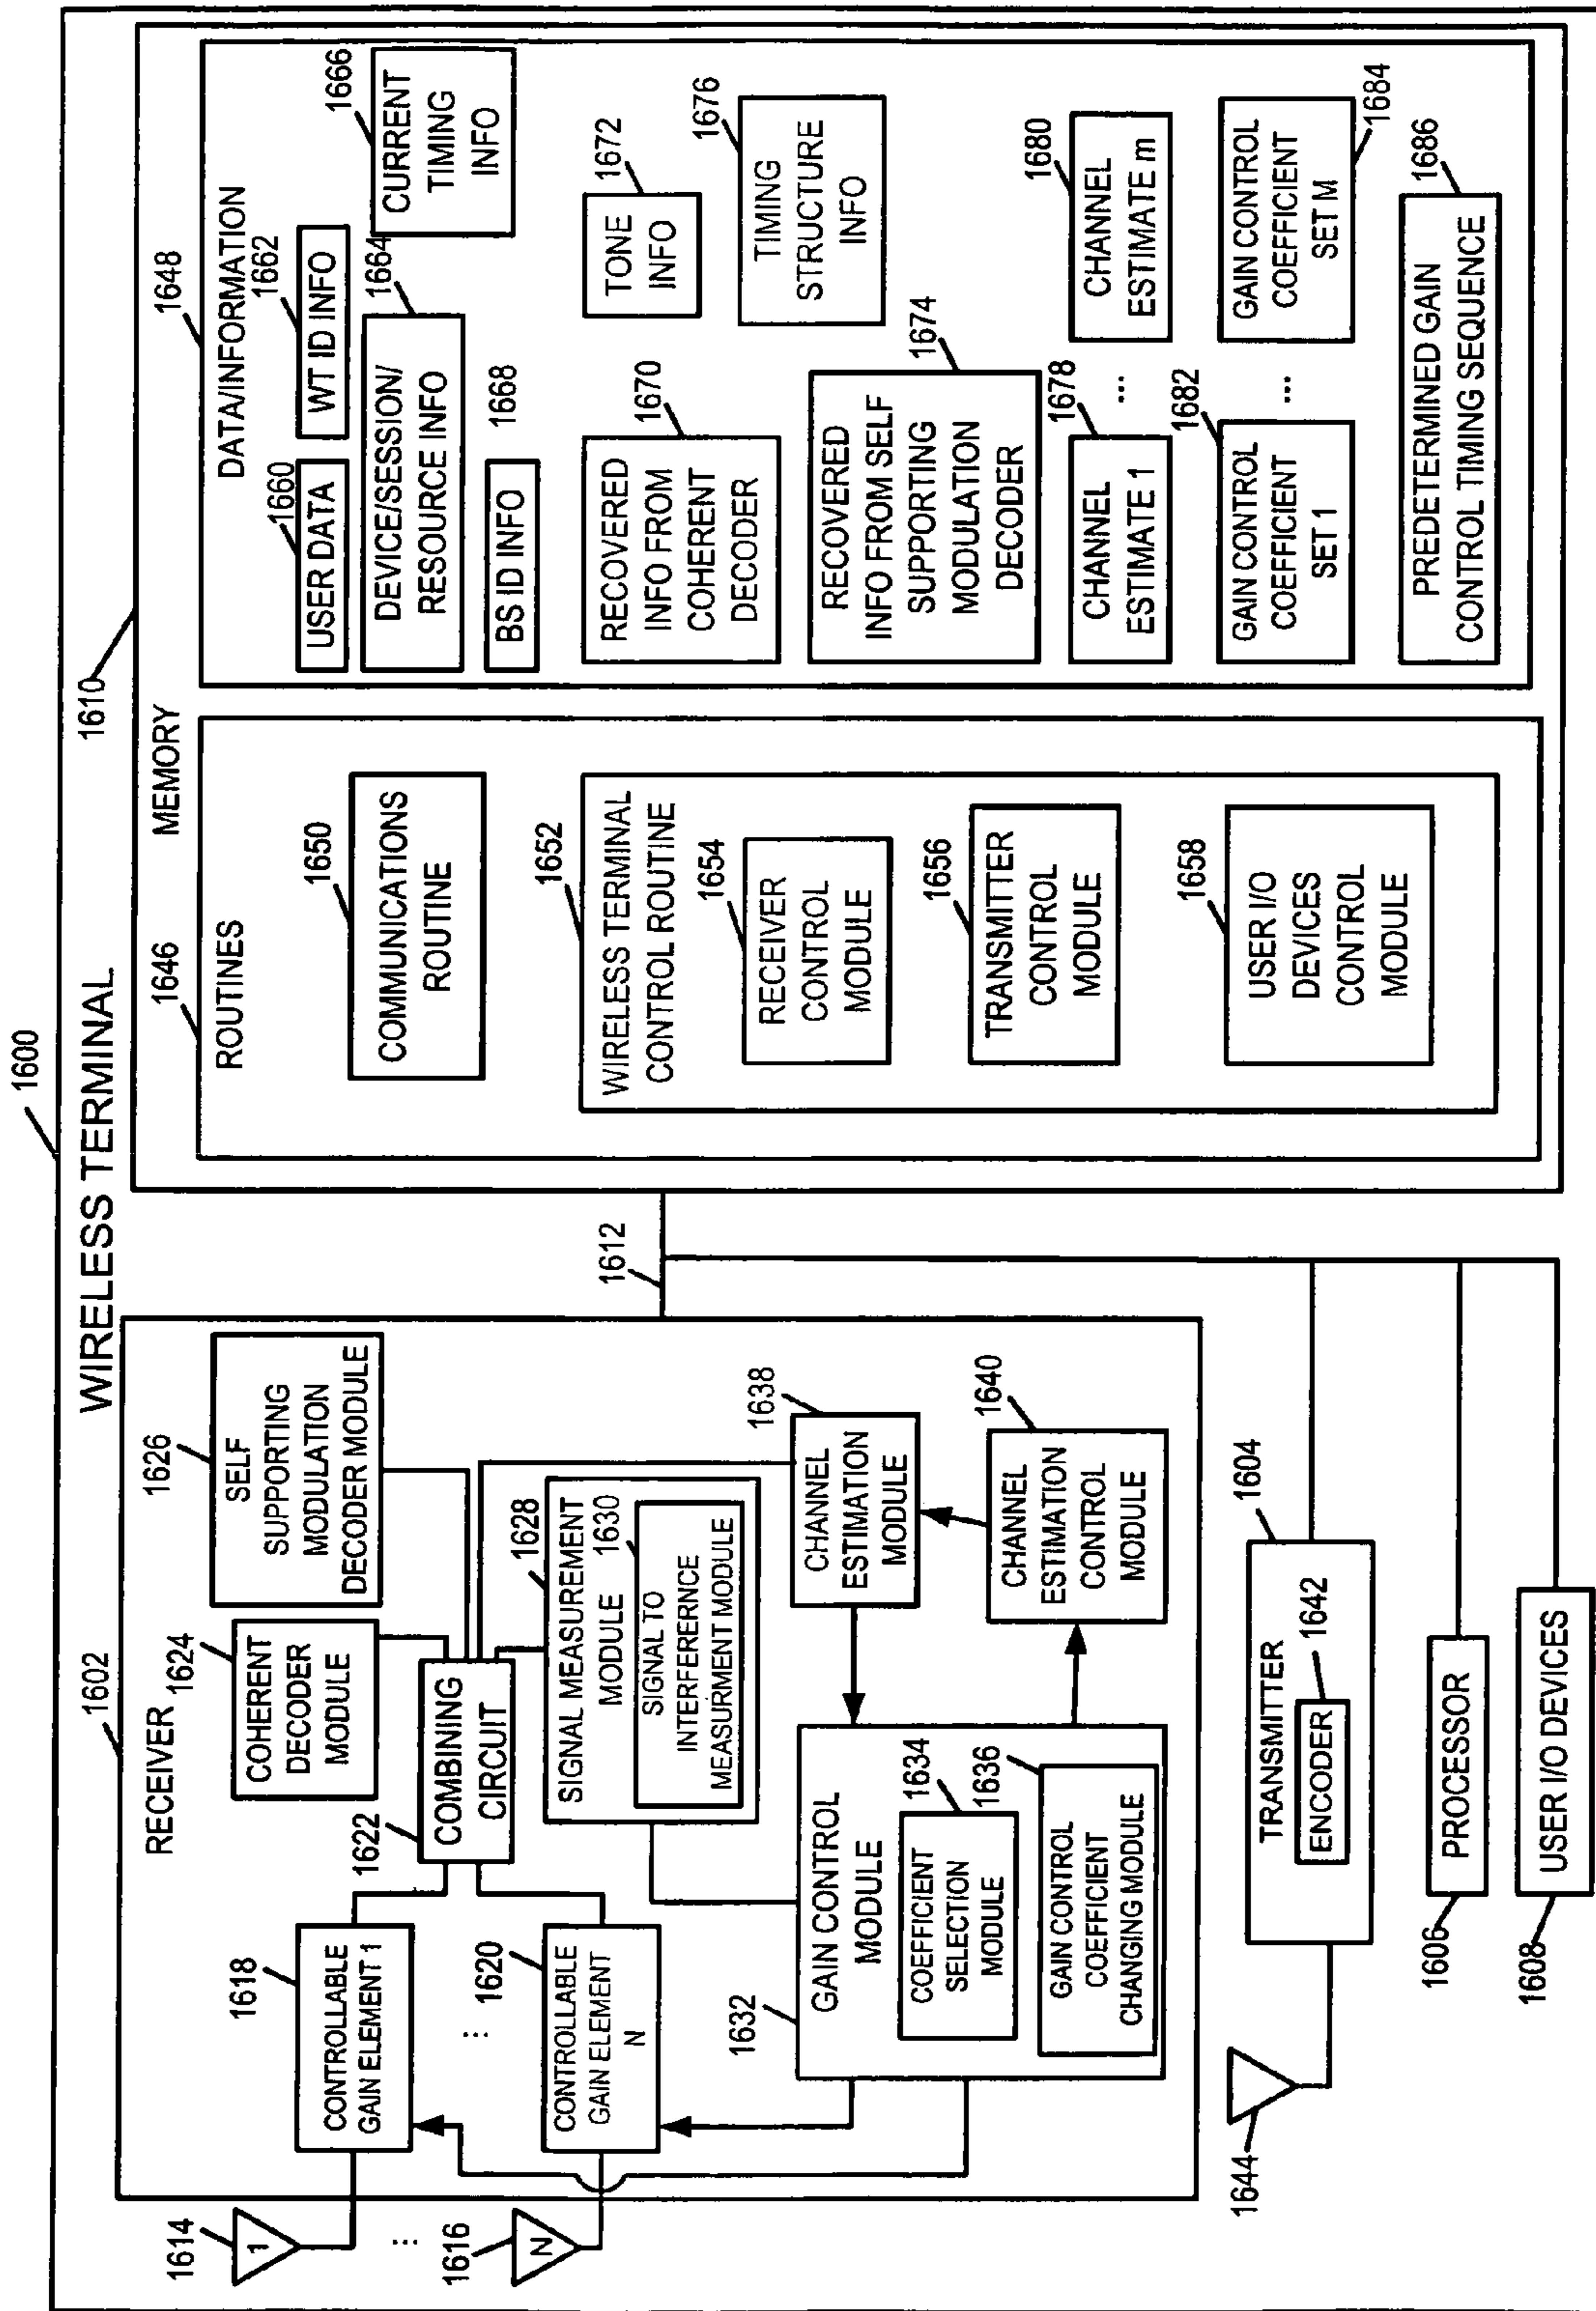 1600
WIRELESS TERMINAL
1602
RECEIVER
1614
1
⋮
1616
N
1618
CONTROLLABLE
GAIN ELEMENT 1
⋮
1620
CONTROLLABLE
GAIN ELEMENT
N
1622
COMBINING
CIRCUIT
1624
COHERENT
DECODER
MODULE
1626
SELF
SUPPORTING
MODULATION
DECODER MODULE
1628
SIGNAL MEASUREMENT
MODULE 1630
SIGNAL TO
INTERFERNCE
MEASURMENT MODULE
1632
GAIN CONTROL
MODULE
1634
COEFFICIENT
SELECTION
MODULE
1636
GAIN CONTROL
COEFFICIENT
CHANGING MODULE
1638
CHANNEL
ESTIMATION
MODULE
1640
CHANNEL
ESTIMATION
CONTROL
MODULE
1612
1604
TRANSMITTER
ENCODER
1642
1644
PROCESSOR
1606
USER I/O DEVICES
1608
1610
MEMORY
1646
ROUTINES
1650
COMMUNICATIONS
ROUTINE
1652
WIRELESS TERMINAL
CONTROL ROUTINE
1654
RECEIVER
CONTROL
MODULE
1656
TRANSMITTER
CONTROL
MODULE
1658
USER I/O
DEVICES
CONTROL
MODULE
1648
DATA/INFORMATION
1660
USER DATA
1662
WT ID INFO
1664
DEVICE/SESSION/
RESOURCE INFO
1666
CURRENT
TIMING
INFO
1668
BS ID INFO
1670
RECOVERED
INFO FROM
COHERENT
DECODER
1672
TONE
INFO
1674
RECOVERED
INFO FROM SELF
SUPPORTING
MODULATION
DECODER
1676
TIMING
STRUCTURE
INFO
1678
CHANNEL
ESTIMATE 1
...
1680
CHANNEL
ESTIMATE m
1682
GAIN CONTROL
COEFFICIENT
SET 1
...
GAIN CONTROL
COEFFICIENT
SET M
1684
1686
PREDETERMINED GAIN
CONTROL TIMING SEQUENCE